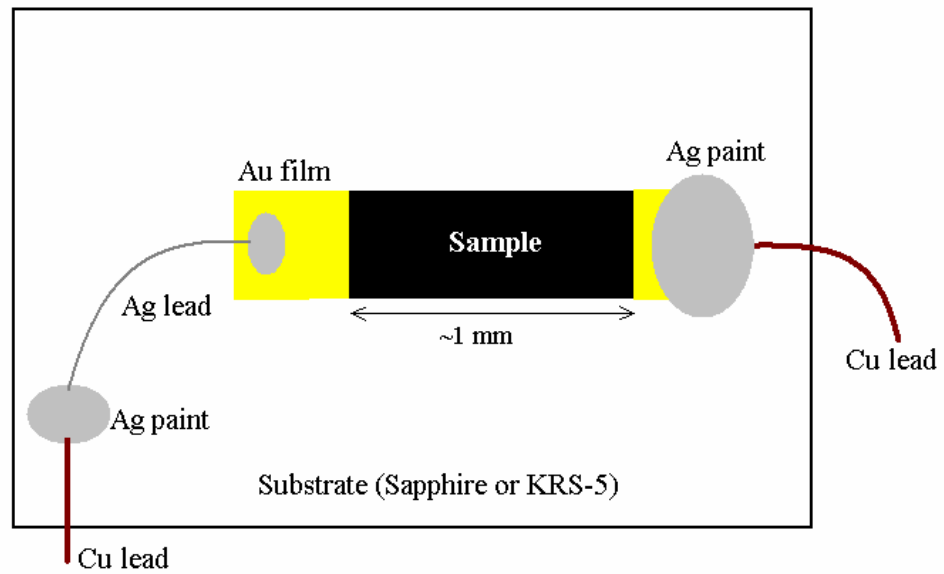 Ag paint
Au film
Sample
Ag lead
~1 mm
Cu lead
Ag paint
Substrate (Sapphire or KRS-5)
Cu lead